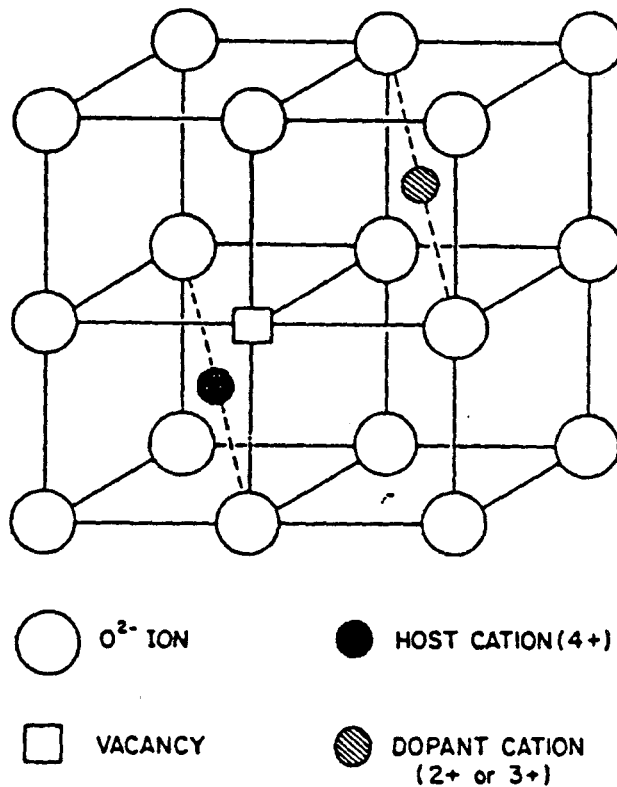 O²⁻ ION
HOST CATION (4+)
VACANCY
DOPANT CATION
(2+ or 3+)